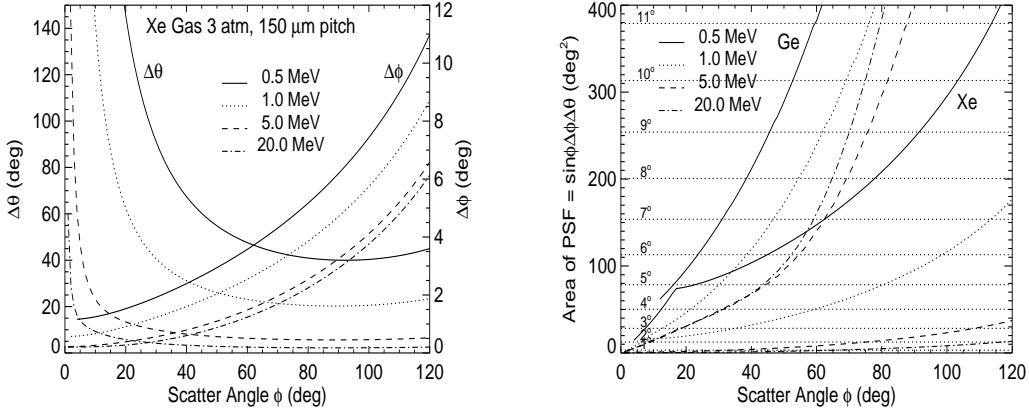 Xe Gas 3 atm, 150 μm pitch
Δθ
Δϕ
0.5 MeV
1.0 MeV
5.0 MeV
20.0 MeV
Δθ (deg)
0
20
40
60
80
100
120
140
Δϕ (deg)
0
2
4
6
8
10
12
0 20 40 60 80 100 120
Scatter Angle ϕ (deg)
Area of PSF = sinϕΔϕΔθ (deg²)
0
100
200
300
400
11°
10°
9°
8°
7°
6°
5°
4°
3°
Ge
Xe
0.5 MeV
1.0 MeV
5.0 MeV
20.0 MeV
0 20 40 60 80 100 120
Scatter Angle ϕ (deg)